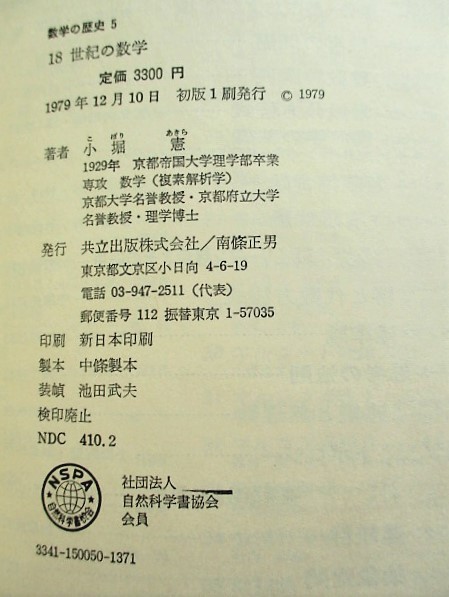 数学の歴史 5
18 世紀の数学
定価 3300 円
1979 年 12 月 10 日 初版 1 刷発行 © 1979
こ ぼり あきら
著者 小 堀 憲
1929年 京都帝国大学理学部卒業
専攻 数学（複素解析学）
京都大学名誉教授・京都府立大学
名誉教授・理学博士
発行 共立出版株式会社／南條正男
東京都文京区小日向 4-6-19
電話 03-947-2511（代表）
郵便番号 112 振替東京 1-57035
印刷 新日本印刷
製本 中條製本
装幀 池田武夫
検印廃止
NDC 410.2
NSPA
自然科学書協会
社団法人
自然科学書協会
会員
3341-150050-1371